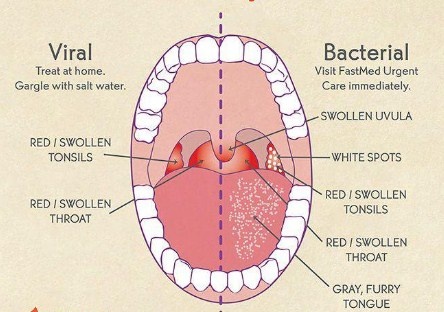 Viral
Treat at home.
Gargle with salt water.
RED / SWOLLEN
TONSILS
RED / SWOLLEN
THROAT
Bacterial
Visit FastMed Urgent
Care immediately.
SWOLLEN UVULA
WHITE SPOTS
RED / SWOLLEN
TONSILS
RED / SWOLLEN
THROAT
GRAY, FURRY
TONGUE